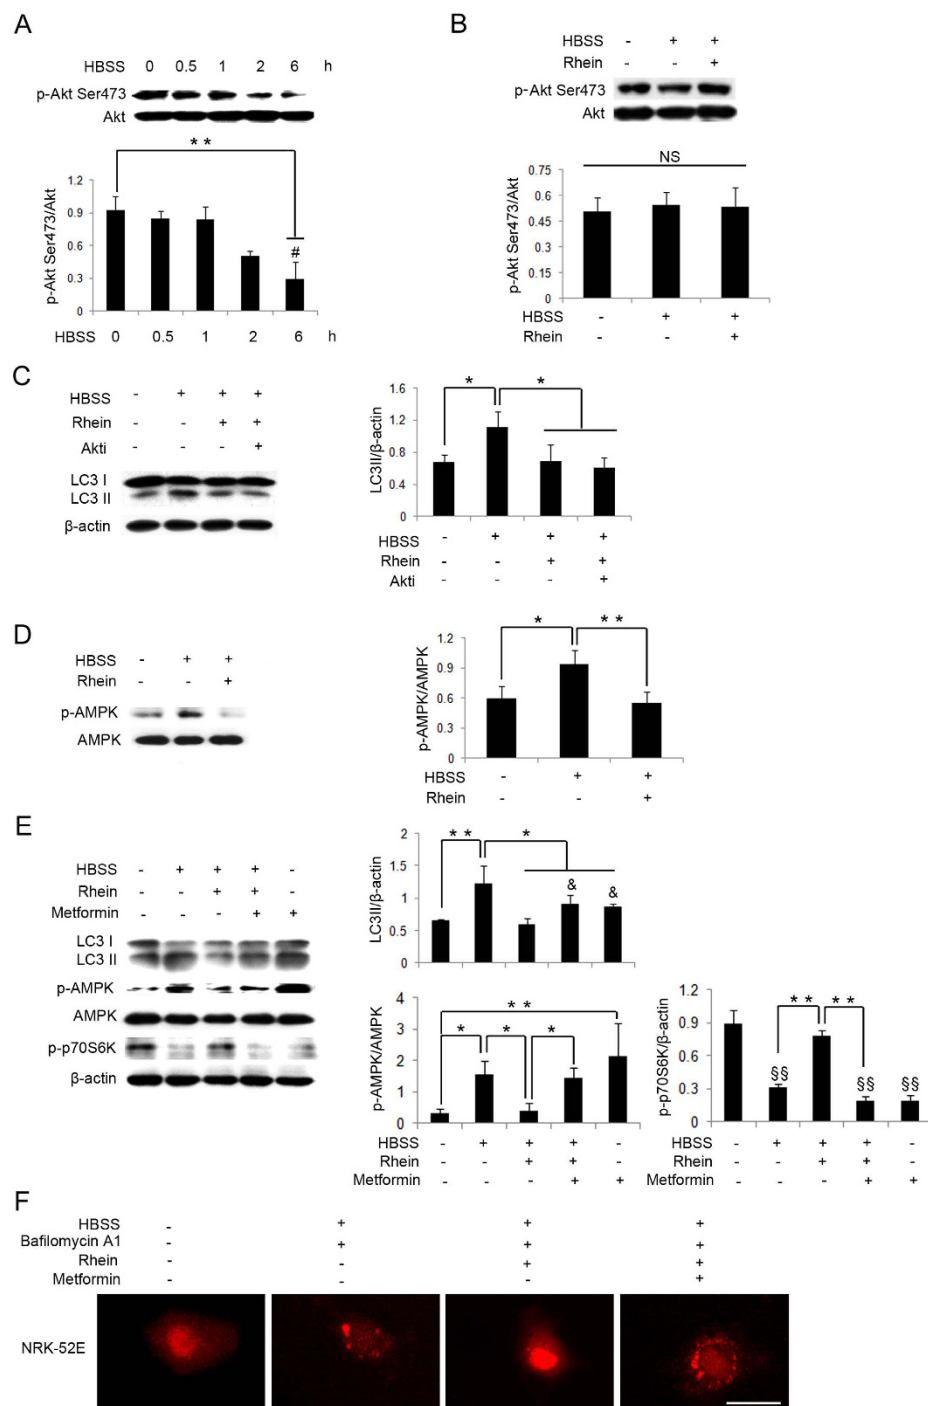 A
HBSS 0 0.5 1 2 6 h
p-Akt Ser473
Akt
* *
1.2
0.9
0.6
0.3
0
p-Akt Ser473/Akt
#
HBSS 0 0.5 1 2 6 h
B
HBSS - + +
Rhein - - +
p-Akt Ser473
Akt
NS
0.75
0.6
0.45
0.3
0.15
0
p-Akt Ser473/Akt
HBSS - + +
Rhein - - +
C
HBSS - + + +
Rhein - - + +
Akti - - - +
LC3 I
LC3 II
β-actin
* *
1.6
1.2
0.8
0.4
0
LC3II/β-actin
HBSS - + + +
Rhein - - + +
Akti - - - +
D
HBSS - + +
Rhein - - +
p-AMPK
AMPK
* * *
1.2
0.9
0.6
0.3
0
p-AMPK/AMPK
HBSS - + +
Rhein - - +
E
HBSS - + + + -
Rhein - - + + -
Metformin - - - + +
LC3 I
LC3 II
p-AMPK
AMPK
p-p70S6K
β-actin
* * *
2
1.5
1
0.5
0
LC3II/β-actin
& &
* *
* * *
4
3
2
1
0
p-AMPK/AMPK
HBSS - + + + -
Rhein - - + + -
Metformin - - - + +
* * * *
1.2
0.9
0.6
0.3
0
p-p70S6K/β-actin
§§ §§ §§
HBSS - + + + -
Rhein - - + + -
Metformin - - - + +
F
HBSS - + + +
Bafilomycin A1 - + + +
Rhein - - + +
Metformin - - - +
NRK-52E